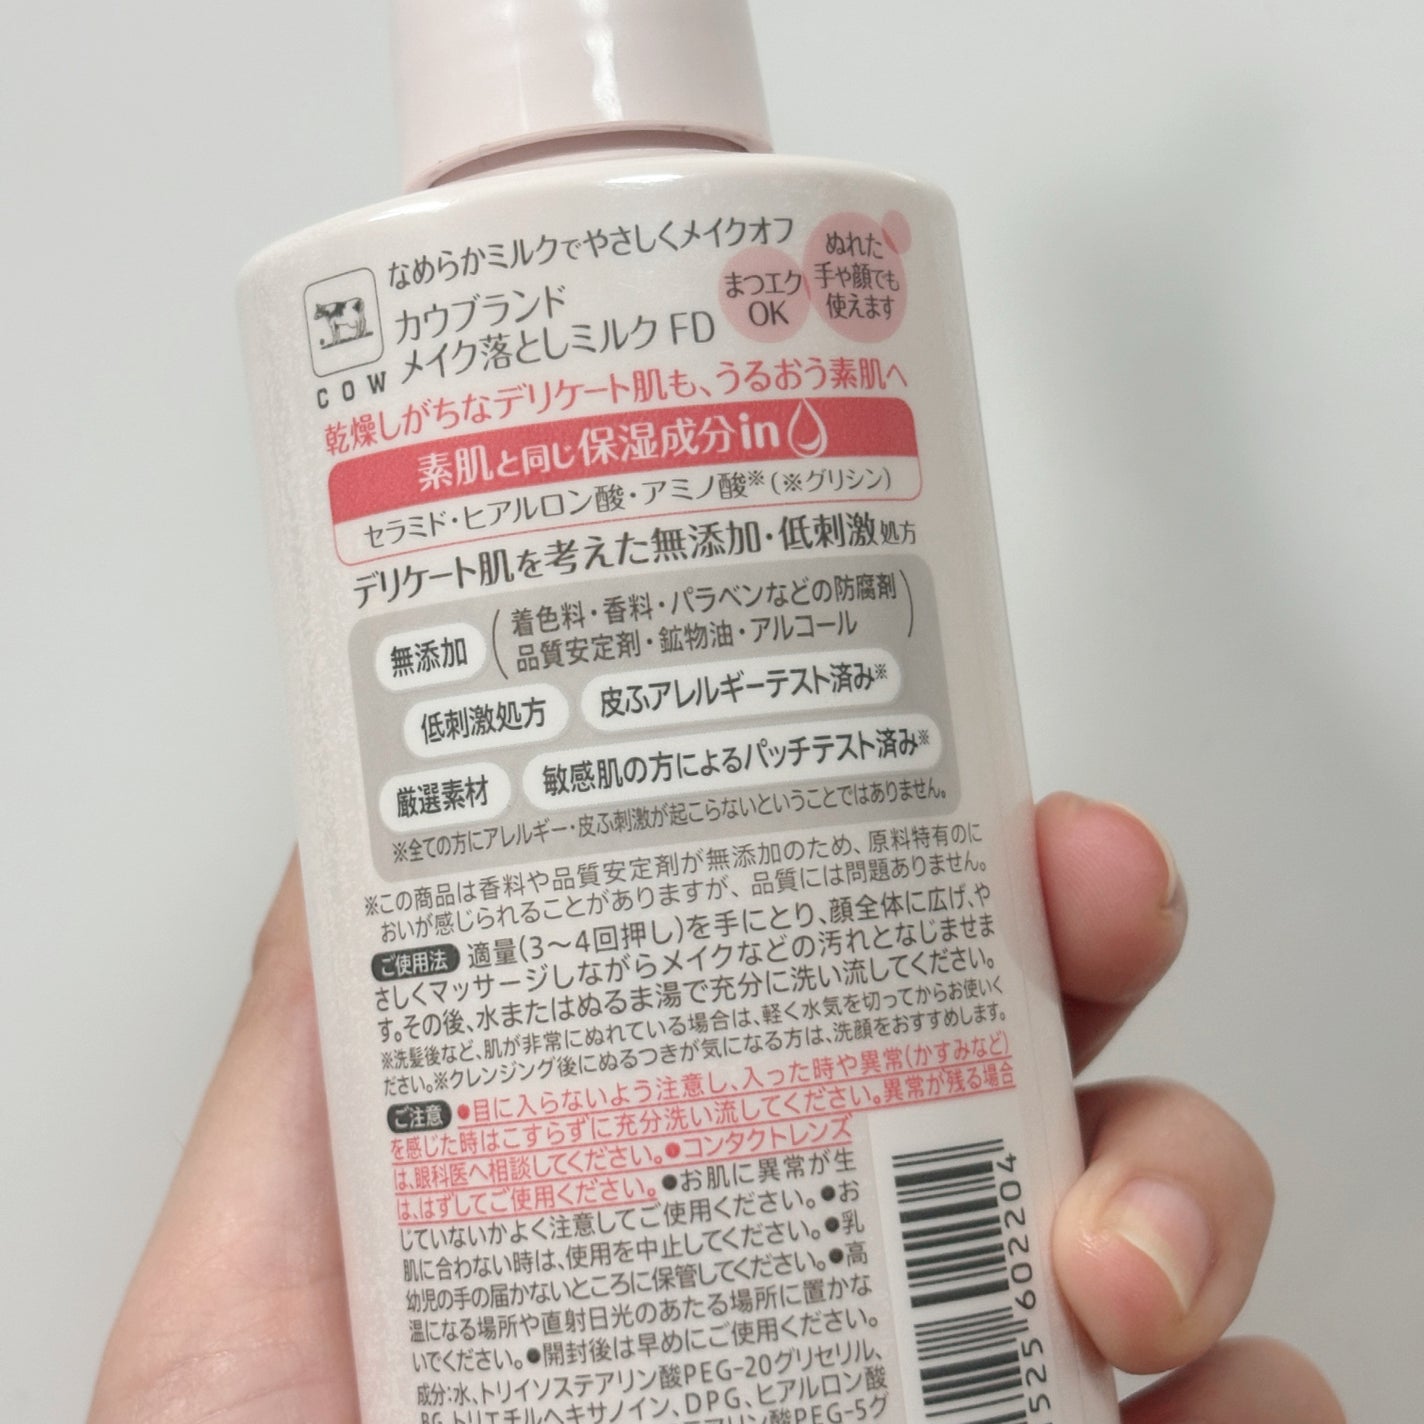 なめらかミルクでやさしくメイクオフ
カウブランド
メイク落としミルク FD
COW
まつエク
OK
ぬれた
手や顔でも
使えます
乾燥しがちなデリケート肌も、うるおう素肌へ
素肌と同じ保湿成分in
セラミド・ヒアルロン酸・アミノ酸※(※グリシン)
デリケート肌を考えた無添加・低刺激処方
無添加
着色料・香料・パラベンなどの防腐剤
品質安定剤・鉱物油・アルコール
低刺激処方
皮ふアレルギーテスト済み※
厳選素材
敏感肌の方によるパッチテスト済み※
※全ての方にアレルギー・皮ふ刺激が起こらないということではありません。
※この商品は香料や品質安定剤が無添加のため、原料特有のに
おいが感じられることがありますが、品質には問題ありません。
ご使用法 適量(3〜4回押し)を手にとり、顔全体に広げ、や
さしくマッサージしながらメイクなどの汚れとなじませま
す。その後、水またはぬるま湯で充分に洗い流してください。
※洗髪後など、肌が非常にぬれている場合は、軽く水気を切ってからお使いく
ださい。※クレンジング後にぬるつきが気になる方は、洗顔をおすすめします。
ご注意 ●目に入らないよう注意し、入った時や異常(かすみなど)
を感じた時はこすらずに充分洗い流してください。異常が残る場合
は、眼科医へ相談してください。●コンタクトレンズ
は、はずしてご使用ください。●お肌に異常が生
じていないかよく注意してご使用ください。●お
肌に合わない時は、使用を中止してください。●乳
幼児の手の届かないところに保管してください。●高
温になる場所や直射日光のあたる場所に置かな
いでください。●開封後は早めにご使用ください。
成分:水、トリイソステアリン酸PEG-20グリセリル、
BG、トリエチルヘキサノイン、DPG、ヒアルロン酸
アリン酸PEG-5グ
525 602204